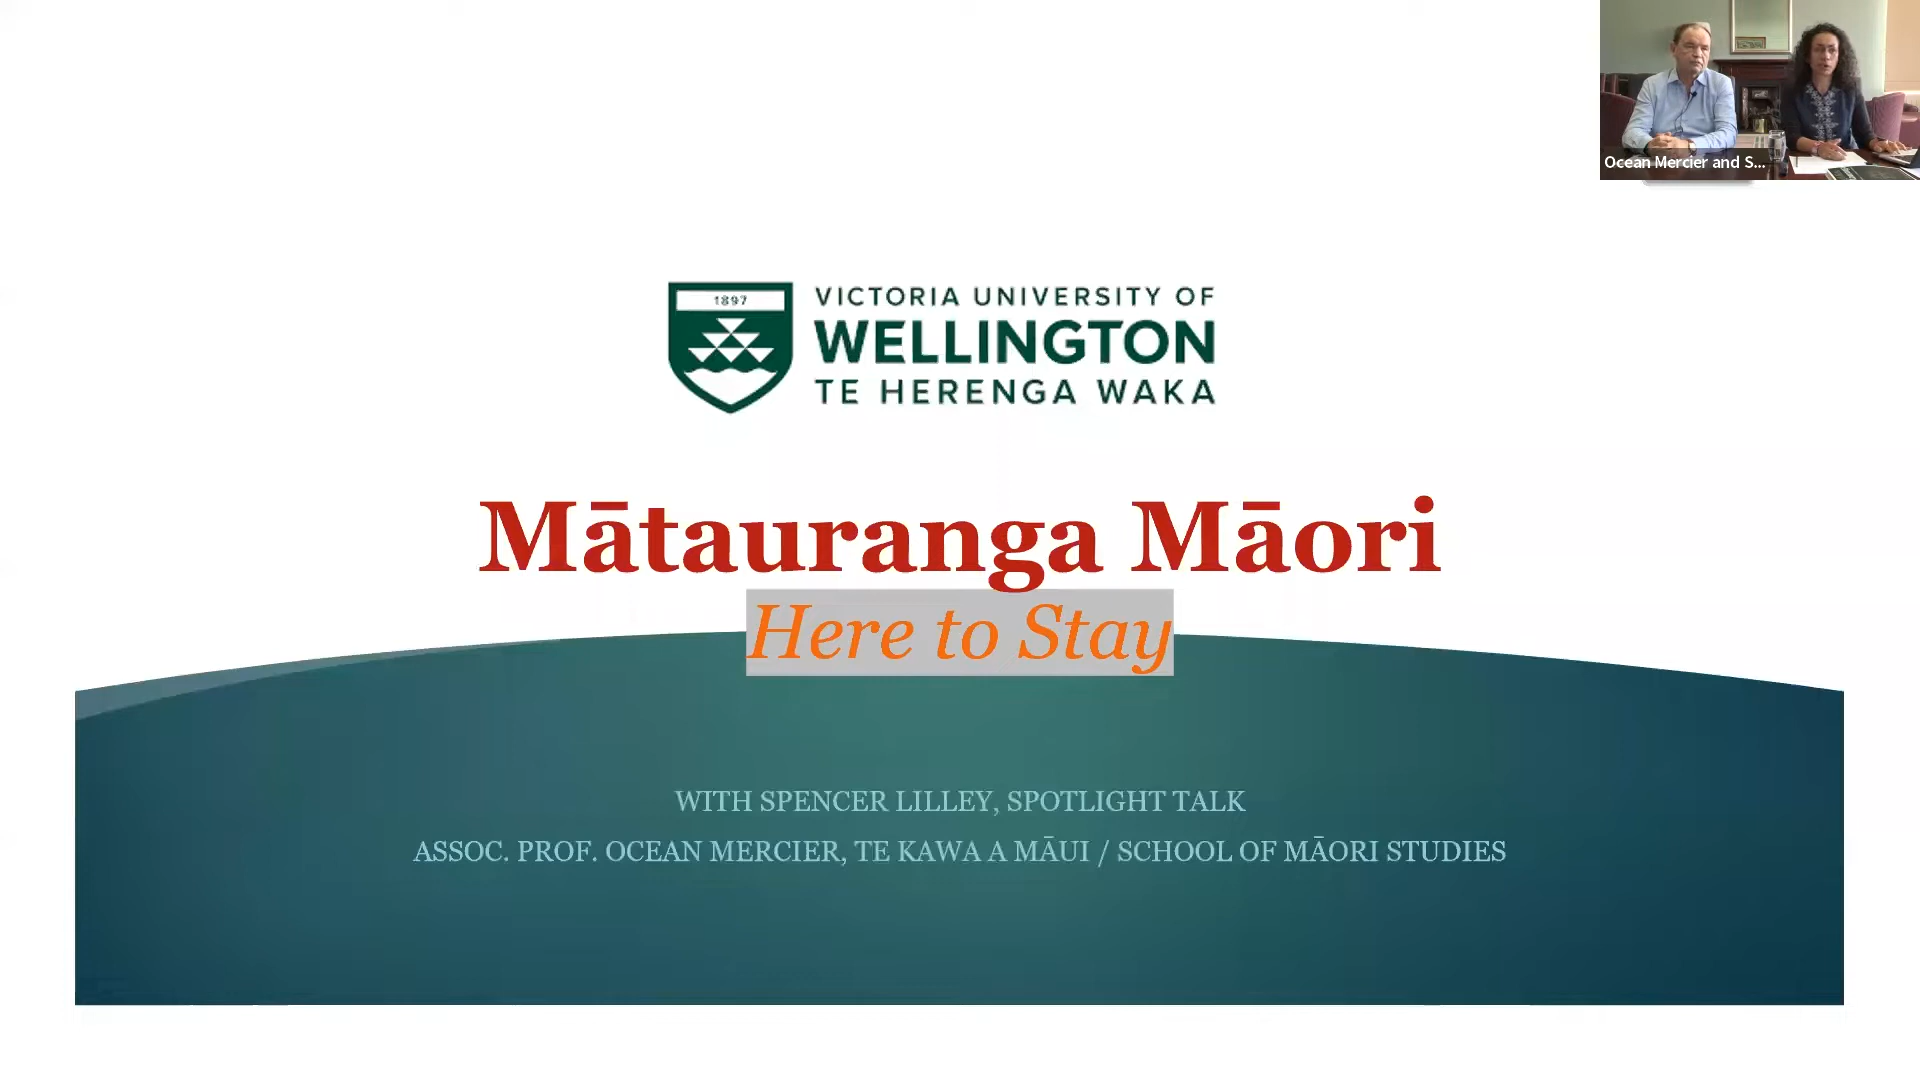 Ocean Mercier and S...
1897
VICTORIA UNIVERSITY OF
WELLINGTON
TE HERENGA WAKA
Mātauranga Māori
Here to Stay
WITH SPENCER LILLEY, SPOTLIGHT TALK
ASSOC. PROF. OCEAN MERCIER, TE KAWA A MĀUI / SCHOOL OF MĀORI STUDIES